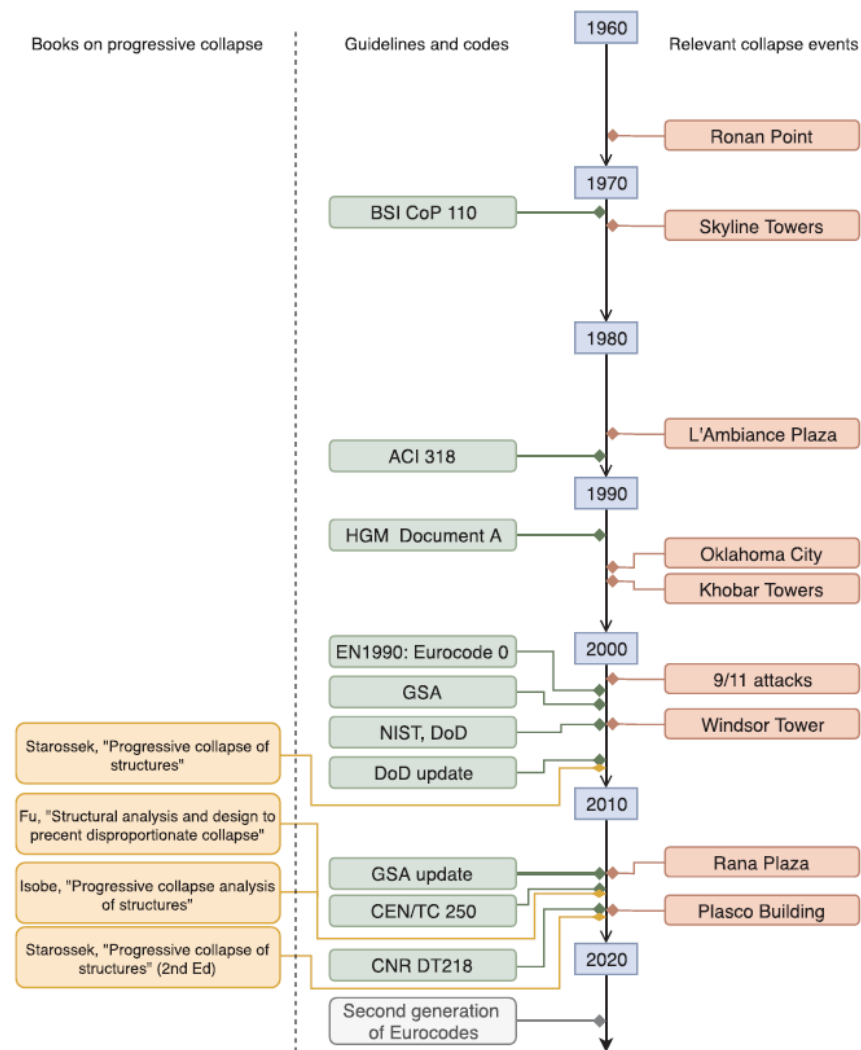 Books on progressive collapse
Guidelines and codes
1960
Relevant collapse events
Ronan Point
1970
BSI CoP 110
Skyline Towers
1980
L'Ambiance Plaza
ACI 318
1990
HGM Document A
Oklahoma City
Khobar Towers
2000
EN1990: Eurocode 0
9/11 attacks
GSA
NIST, DoD
Windsor Tower
Starossek, "Progressive collapse of
structures"
DoD update
2010
Fu, "Structural analysis and design to
precent disproportionate collapse"
GSA update
Rana Plaza
Isobe, "Progressive collapse analysis
of structures"
CEN/TC 250
Plasco Building
Starossek, "Progressive collapse of
structures" (2nd Ed)
CNR DT218
2020
Second generation
of Eurocodes